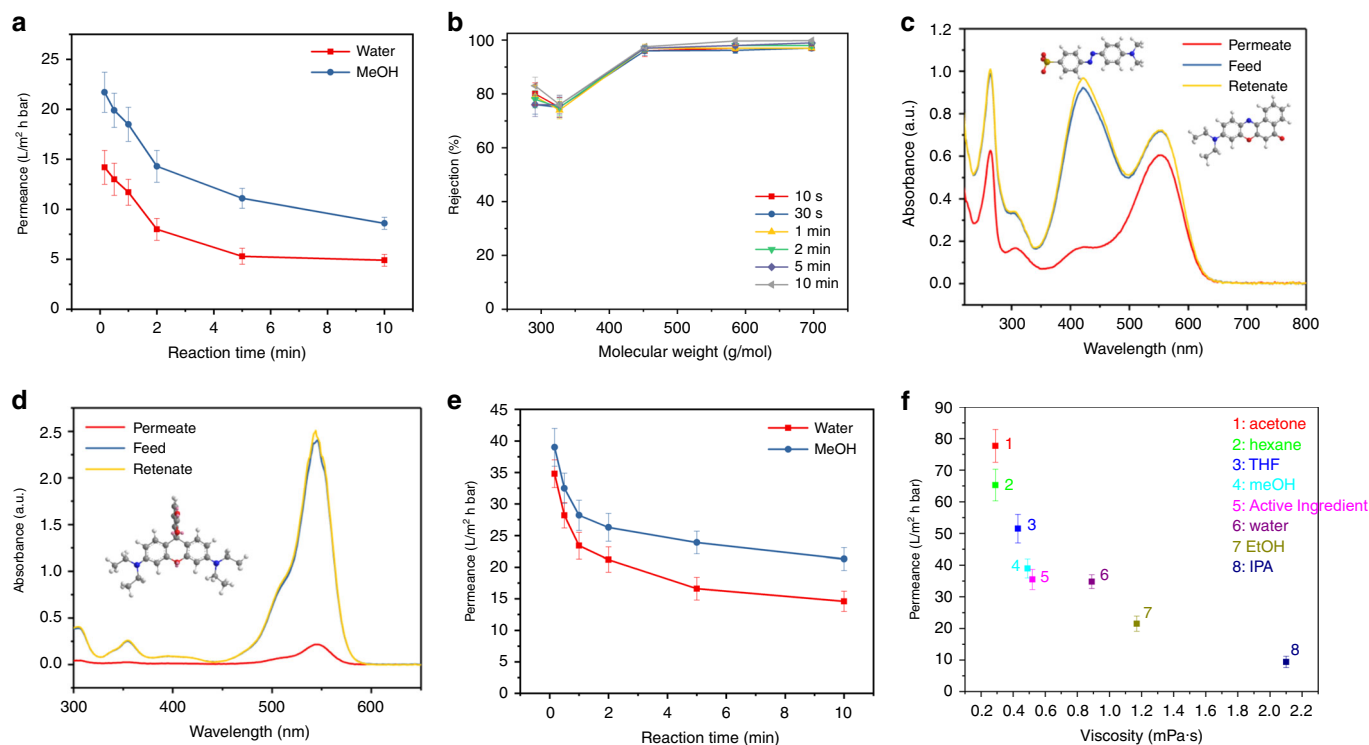 a
Permeance (L/m² h bar)
25
20
15
10
5
0
0
2
4
6
8
10
Reaction time (min)
Water
MeOH
b
Rejection (%)
100
80
60
40
20
0
300
400
500
600
700
Molecular weight (g/mol)
10 s
30 s
1 min
2 min
5 min
10 min
c
Absorbance (a.u.)
1.2
1.0
0.8
0.6
0.4
0.2
0.0
300
400
500
600
700
800
Wavelength (nm)
Permeate
Feed
Retenate
d
Absorbance (a.u.)
2.5
2.0
1.5
1.0
0.5
0.0
300
400
500
600
Wavelength (nm)
Permeate
Feed
Retenate
e
Permeance (L/m² h bar)
45
40
35
30
25
20
15
10
5
0
0
2
4
6
8
10
Reaction time (min)
Water
MeOH
f
Permeance (L/m² h bar)
90
80
70
60
50
40
30
20
10
0
0.2
0.4
0.6
0.8
1.0
1.2
1.4
1.6
1.8
2.0
2.2
Viscosity (mPa·s)
1
2
3
4
5
6
7
8
1: acetone
2: hexane
3: THF
4: meOH
5: Active Ingredient
6: water
7 EtOH
8: IPA